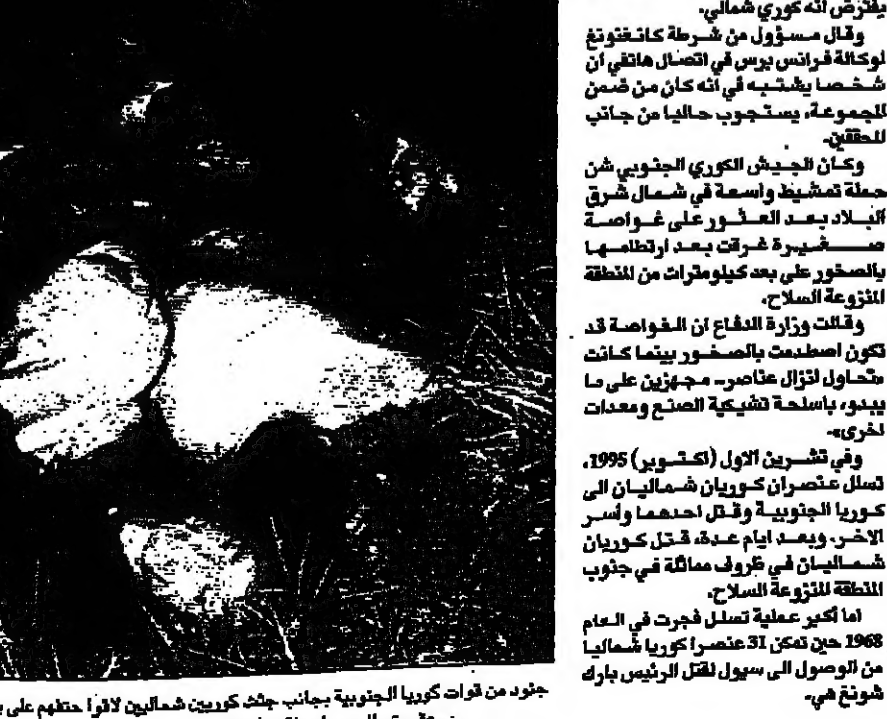 يفترض انه كوري شمالي.
وقال مسؤول من شرطة كانغنونغ
لوكالة فرانس برس في اتصال هاتفي ان
شخصا يشتبه في انه كان من ضمن
المجموعة، يستجوب حاليا من جانب
المحققين.
وكان الجيش الكوري الجنوبي شن
حملة تمشيط واسعة في شمال شرق
البلاد بعد العثور على غواصة
صغيرة غرقت بعد ارتطامها
بالصخور على بعد كيلومترات من المنطقة
المنزوعة السلاح.
وقالت وزارة الدفاع ان الغواصة قد
تكون اصطدمت بالصخور بينما كانت
«تحاول انزال عناصر- مجهزين على ما
يبدو، باسلحة تشيكية الصنع ومعدات
اخرى».
وفي تشرين الاول (اكتوبر) 1995،
تسلل عنصران كوريان شماليان الى
كوريا الجنوبية وقتل احدهما واسر
الاخر. وبعد ايام عدة، قتل كوريان
شماليان في ظروف مماثلة في جنوب
المنطقة المنزوعة السلاح.
اما أكبر عملية تسلل فجرت في العام
1968 حين تمكن 31 عنصرا كوريا شماليا
من الوصول الى سيول لقتل الرئيس بارك
شونغ هي.
جنود من قوات كوريا الجنوبية بجانب جثث كوريين شماليين لاقوا حتفهم على